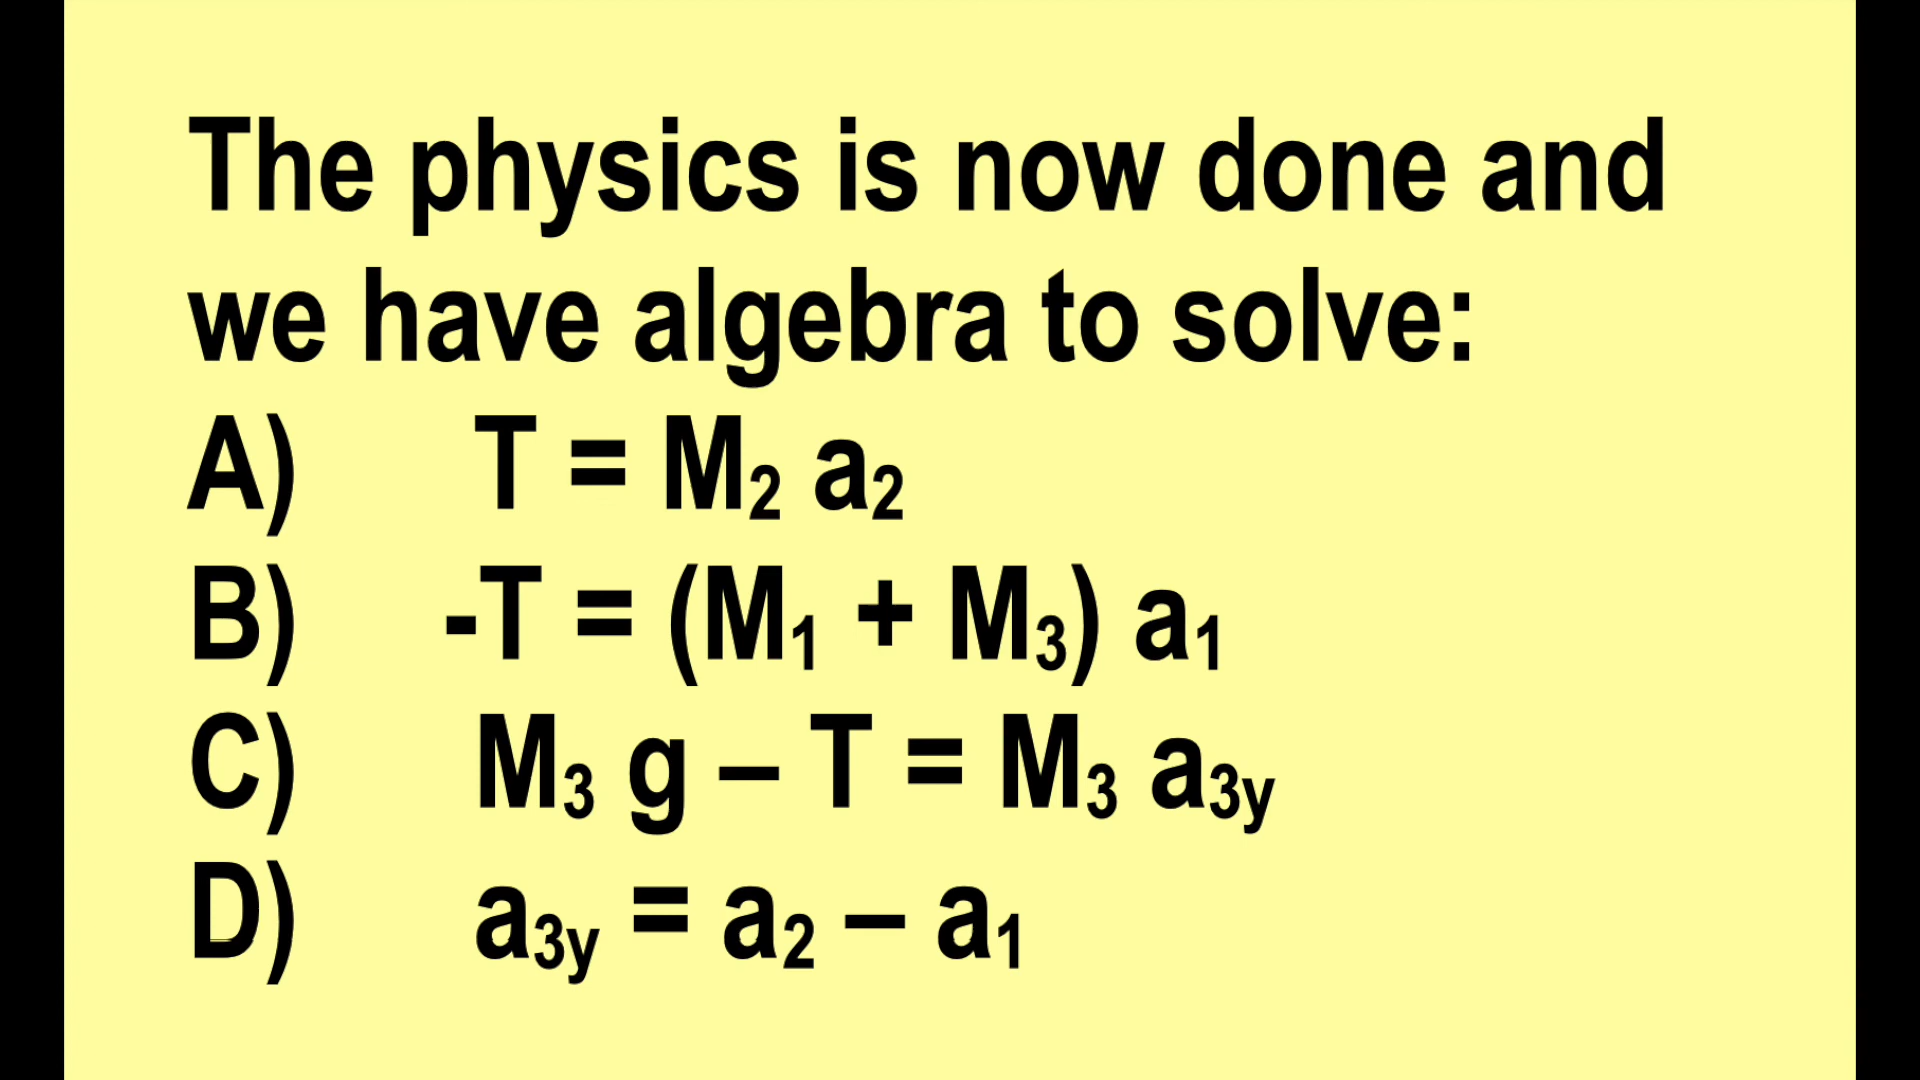 The physics is now done and
we have algebra to solve:
A) T = M₂ a₂
B) -T = (M₁ + M₃) a₁
C) M₃ g – T = M₃ a₃y
D) a₃y = a₂ – a₁